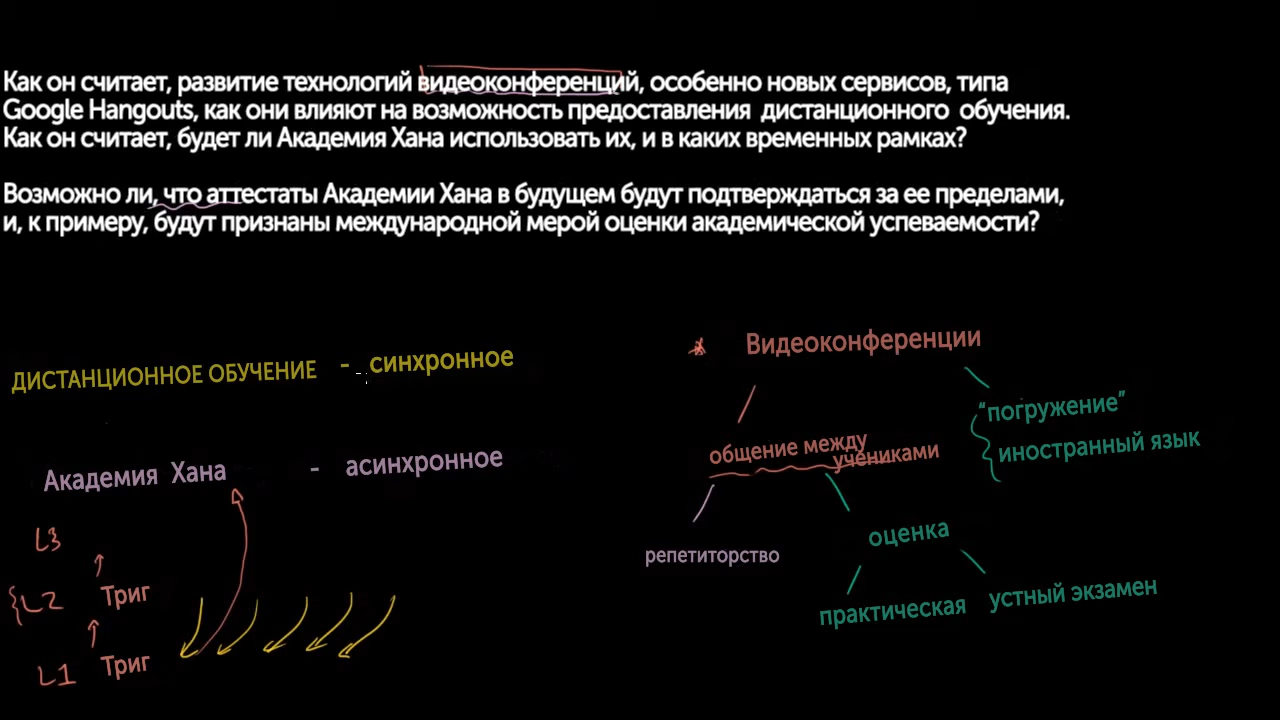 Как он считает, развитие технологий видеоконференций, особенно новых сервисов, типа
Google Hangouts, как они влияют на возможность предоставления дистанционного обучения.
Как он считает, будет ли Академия Хана использовать их, и в каких временных рамках?
Возможно ли, что аттестаты Академии Хана в будущем будут подтверждаться за ее пределами,
и, к примеру, будут признаны международной мерой оценки академической успеваемости?
ДИСТАНЦИОННОЕ ОБУЧЕНИЕ - синхронное
Академия Хана - асинхронное
L3
L2 Триг
L1 Триг
Видеоконференции
общение между
учениками
"погружение"
иностранный язык
репетиторство
оценка
практическая
устный экзамен